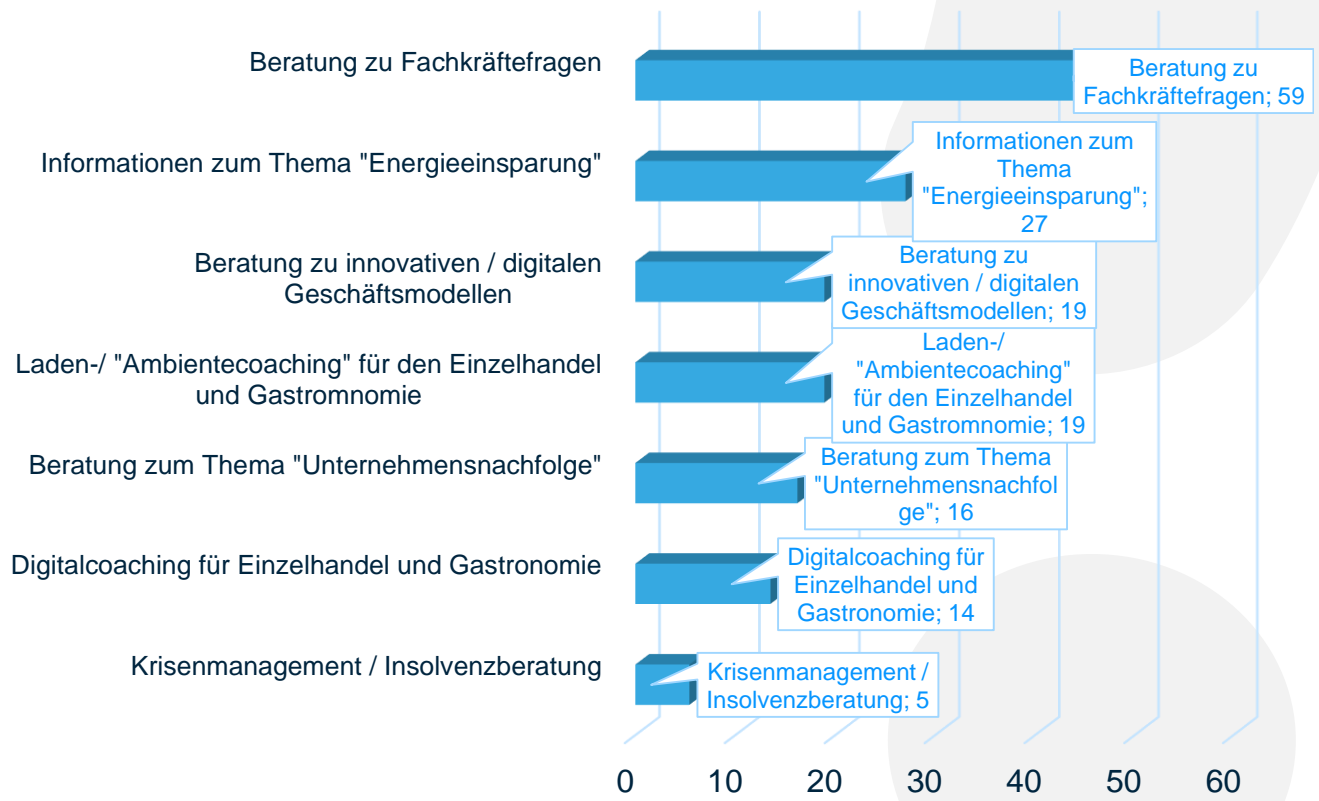 Beratung zu Fachkräftefragen
Beratung zu
Fachkräftefragen; 59
Informationen zum Thema "Energieeinsparung"
Informationen zum
Thema
"Energieeinsparung";
27
Beratung zu innovativen / digitalen
Geschäftsmodellen
Beratung zu
innovativen / digitalen
Geschäftsmodellen; 19
Laden-/ "Ambientecoaching" für den Einzelhandel
und Gastromnomie
Laden-/
"Ambientecoaching"
für den Einzelhandel
und Gastromnomie; 19
Beratung zum Thema "Unternehmensnachfolge"
Beratung zum Thema
"Unternehmensnachfol
ge"; 16
Digitalcoaching für Einzelhandel und Gastronomie
Digitalcoaching für
Einzelhandel und
Gastronomie; 14
Krisenmanagement / Insolvenzberatung
Krisenmanagement /
Insolvenzberatung; 5
0 10 20 30 40 50 60